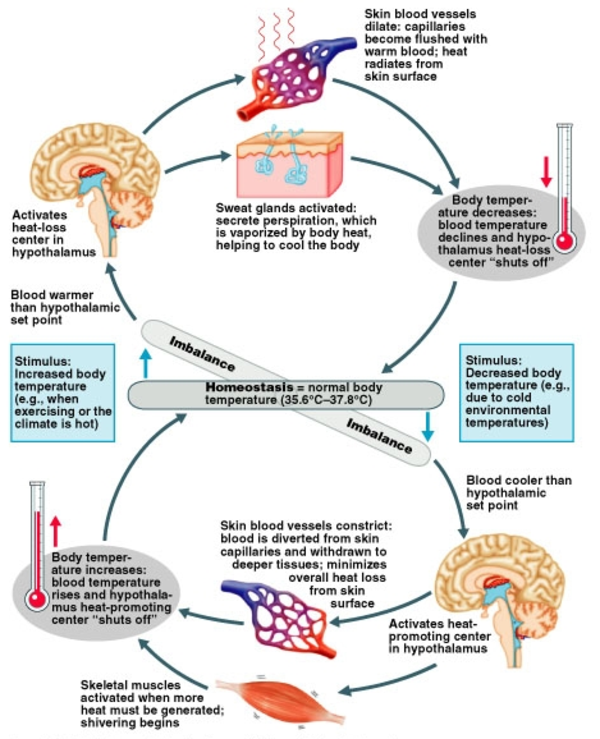 Skin blood vessels
dilate: capillaries
become flushed with
warm blood; heat
radiates from
skin surface
Activates
heat-loss
center in
hypothalamus
Sweat glands activated:
secrete perspiration, which
is vaporized by body heat,
helping to cool the body
Body temper-
ature decreases:
blood temperature
declines and hypo-
thalamus heat-loss
center “shuts off”
Blood warmer
than hypothalamic
set point
Imbalance
Stimulus:
Increased body
temperature
(e.g., when
exercising or the
climate is hot)
Homeostasis = normal body
temperature (35.6°C–37.8°C)
Stimulus:
Decreased body
temperature (e.g.,
due to cold
environmental
temperatures)
Imbalance
Blood cooler than
hypothalamic
set point
Skin blood vessels constrict:
blood is diverted from skin
capillaries and withdrawn to
deeper tissues; minimizes
overall heat loss
from skin
surface
Body temper-
ature increases:
blood temperature
rises and hypothala-
mus heat-promoting
center “shuts off”
Activates heat-
promoting center
in hypothalamus
Skeletal muscles
activated when more
heat must be generated;
shivering begins